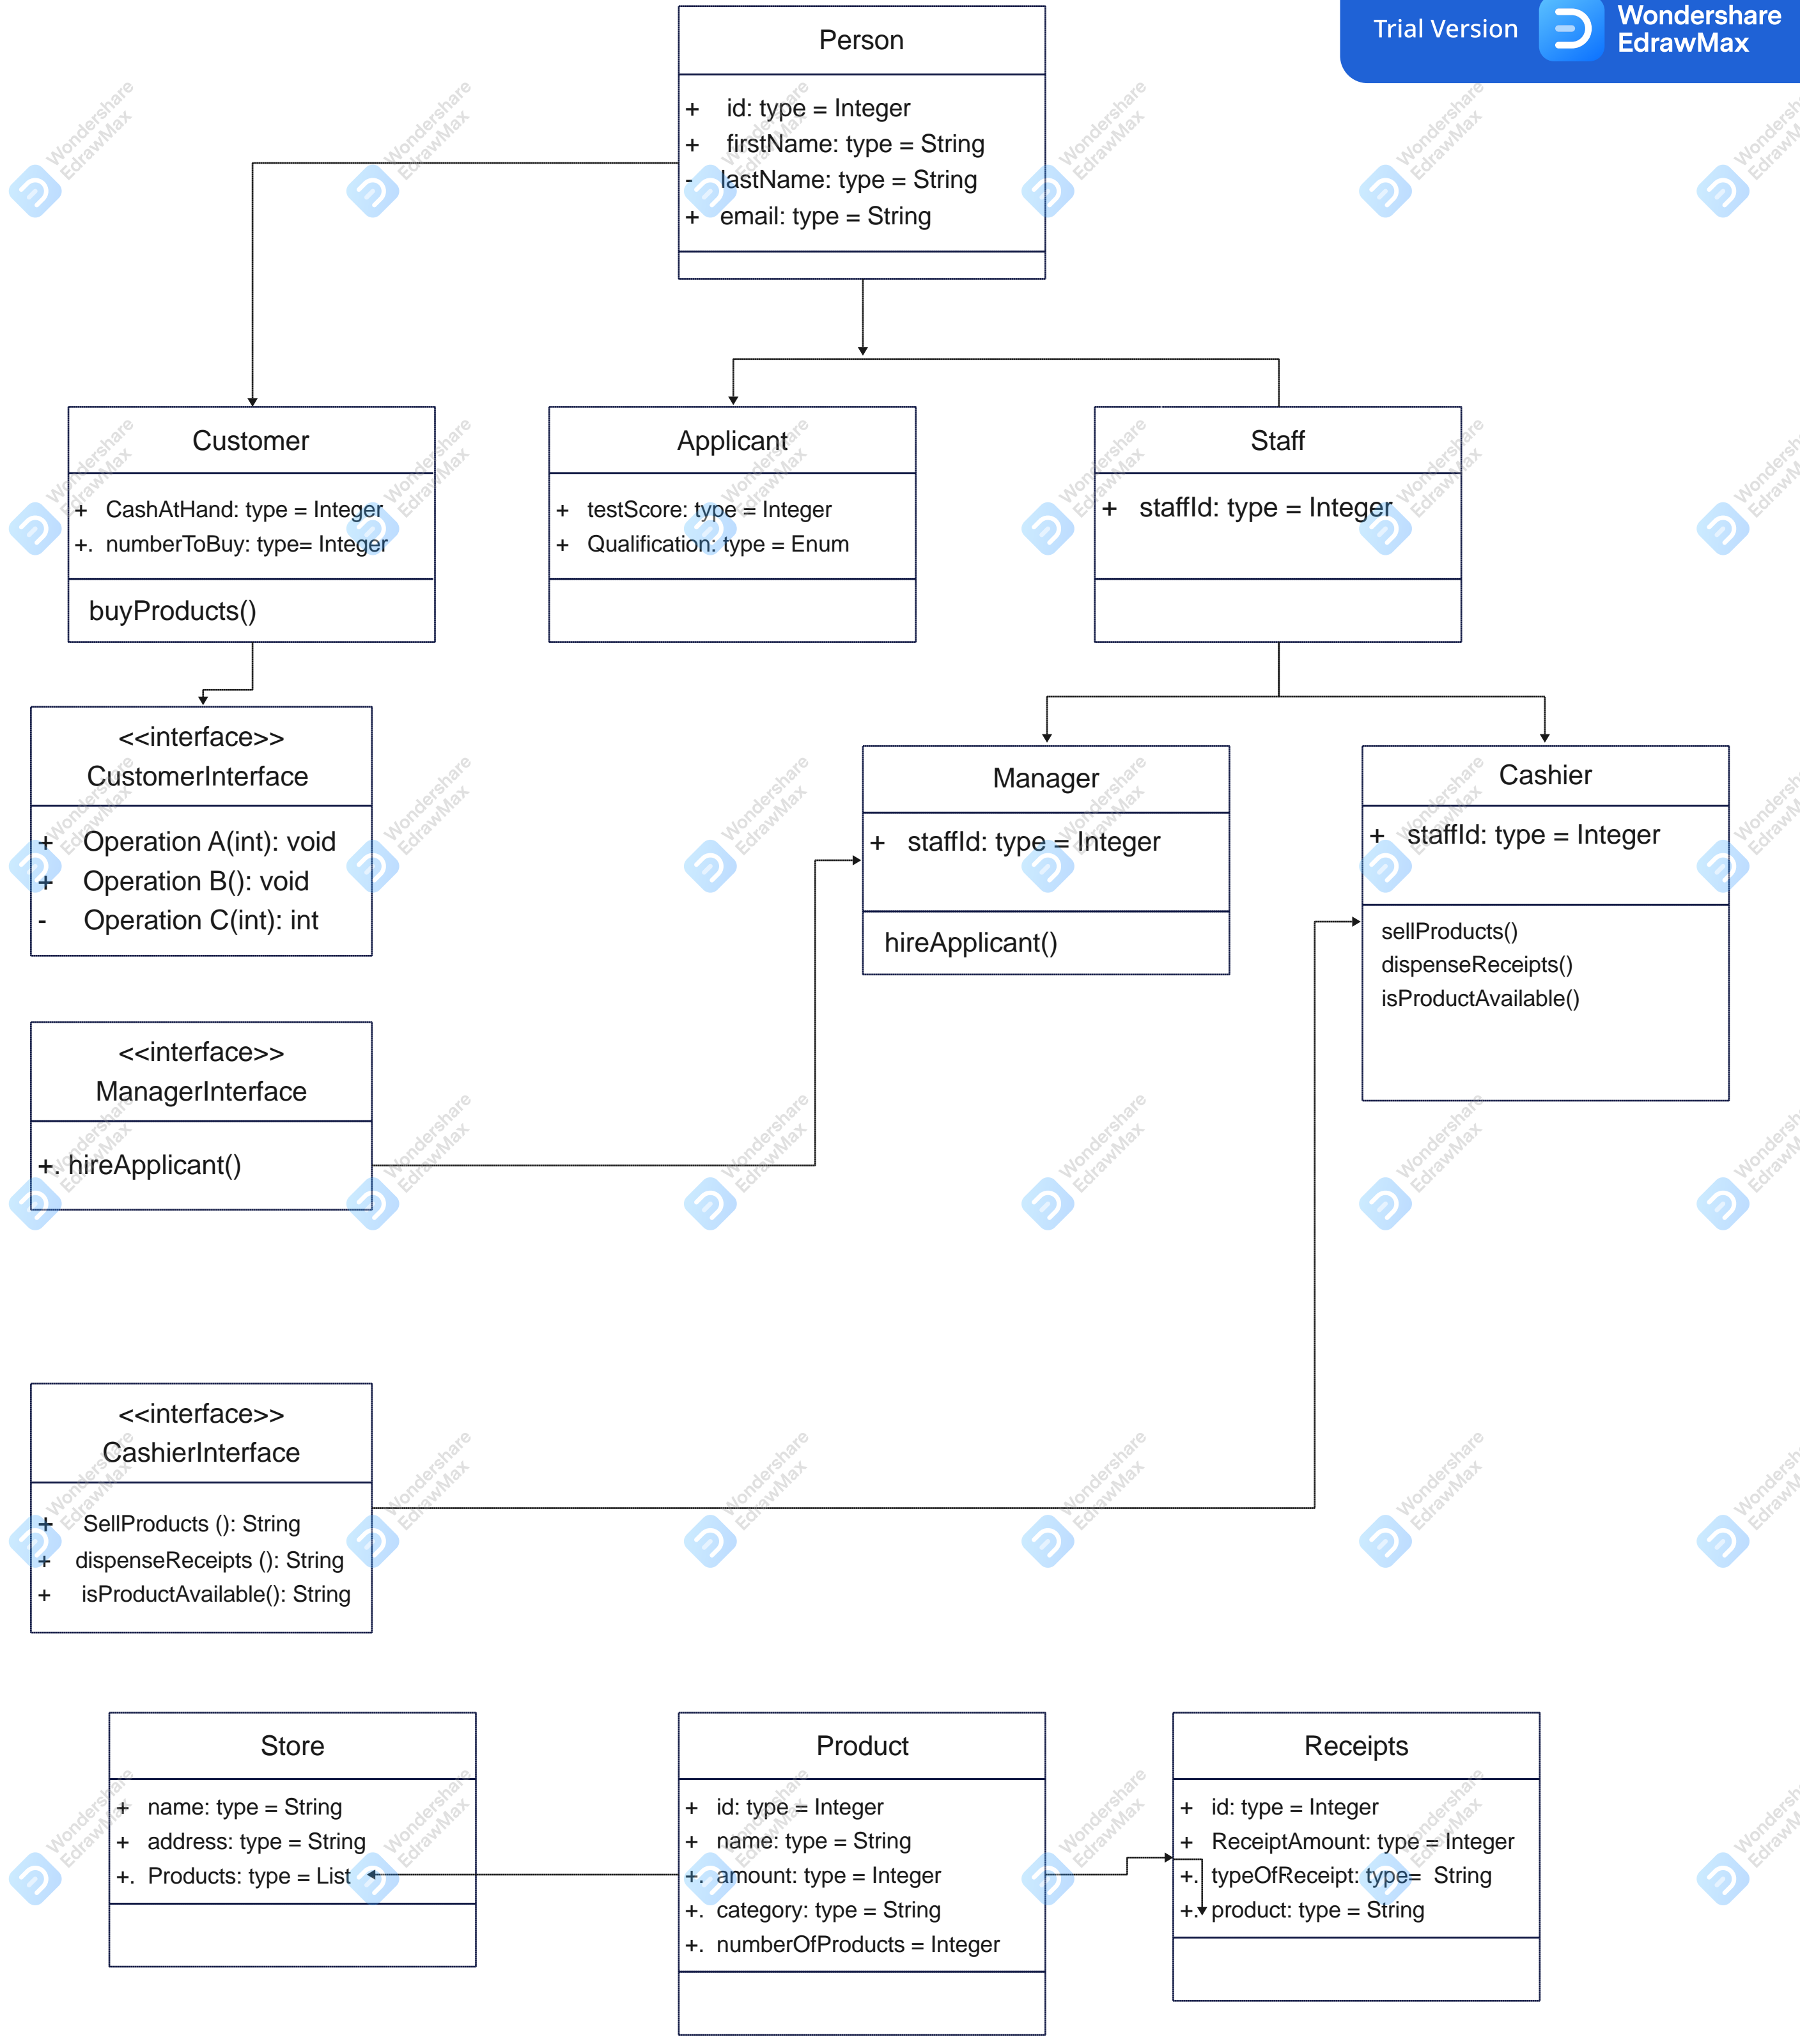 Trial Version
Wondershare
EdrawMax
Person
+ id: type = Integer
+ firstName: type = String
- lastName: type = String
+ email: type = String
Customer
+ CashAtHand: type = Integer
+. numberToBuy: type= Integer
buyProducts()
Applicant
+ testScore: type = Integer
+ Qualification: type = Enum
Staff
+ staffId: type = Integer
<<interface>>
CustomerInterface
+ Operation A(int): void
+ Operation B(): void
- Operation C(int): int
Manager
+ staffId: type = Integer
hireApplicant()
Cashier
+ staffId: type = Integer
sellProducts()
dispenseReceipts()
isProductAvailable()
<<interface>>
ManagerInterface
+. hireApplicant()
<<interface>>
CashierInterface
+ SellProducts (): String
+ dispenseReceipts (): String
+ isProductAvailable(): String
Store
+ name: type = String
+ address: type = String
+. Products: type = List
Product
+ id: type = Integer
+ name: type = String
+. amount: type = Integer
+. category: type = String
+. numberOfProducts = Integer
Receipts
+ id: type = Integer
+ ReceiptAmount: type = Integer
+. typeOfReceipt: type= String
+. product: type = String
Wondershare
EdrawMax